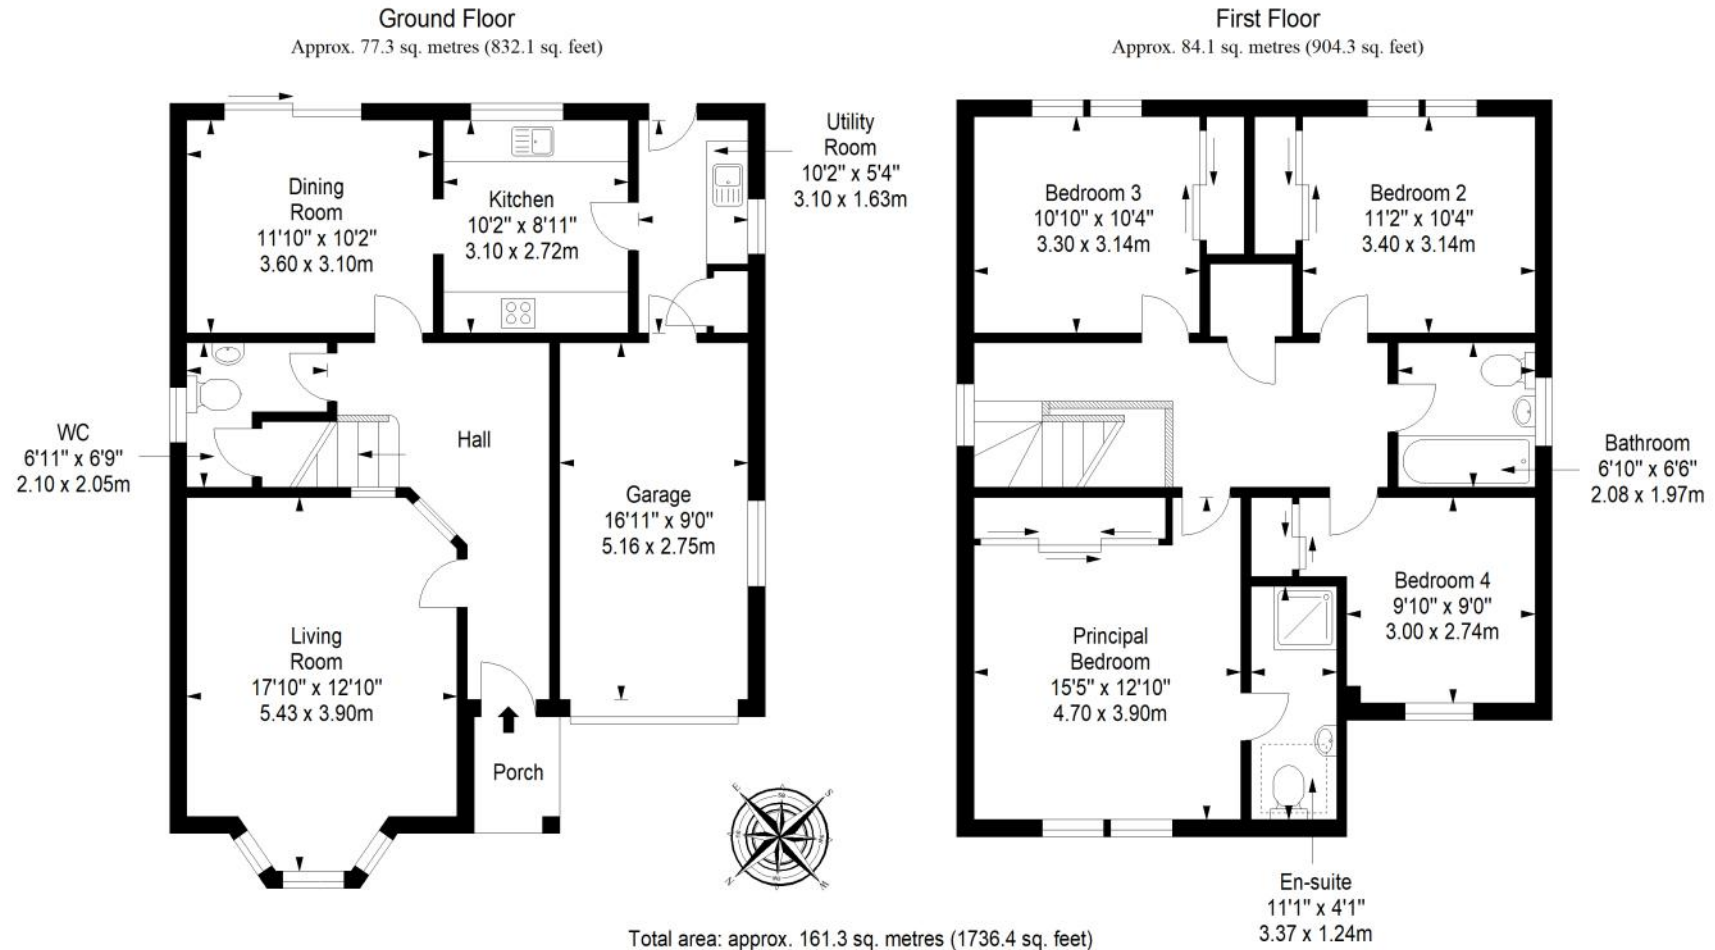 Ground Floor
Approx. 77.3 sq. metres (832.1 sq. feet)
Dining
Room
11'10" x 10'2"
3.60 x 3.10m
Kitchen
10'2" x 8'11"
3.10 x 2.72m
Utility
Room
10'2" x 5'4"
3.10 x 1.63m
WC
6'11" x 6'9"
2.10 x 2.05m
Hall
Garage
16'11" x 9'0"
5.16 x 2.75m
Living
Room
17'10" x 12'10"
5.43 x 3.90m
Porch
First Floor
Approx. 84.1 sq. metres (904.3 sq. feet)
Bedroom 3
10'10" x 10'4"
3.30 x 3.14m
Bedroom 2
11'2" x 10'4"
3.40 x 3.14m
Bathroom
6'10" x 6'6"
2.08 x 1.97m
Bedroom 4
9'10" x 9'0"
3.00 x 2.74m
Principal
Bedroom
15'5" x 12'10"
4.70 x 3.90m
En-suite
11'1" x 4'1"
3.37 x 1.24m
E
S
N
W
Total area: approx. 161.3 sq. metres (1736.4 sq. feet)